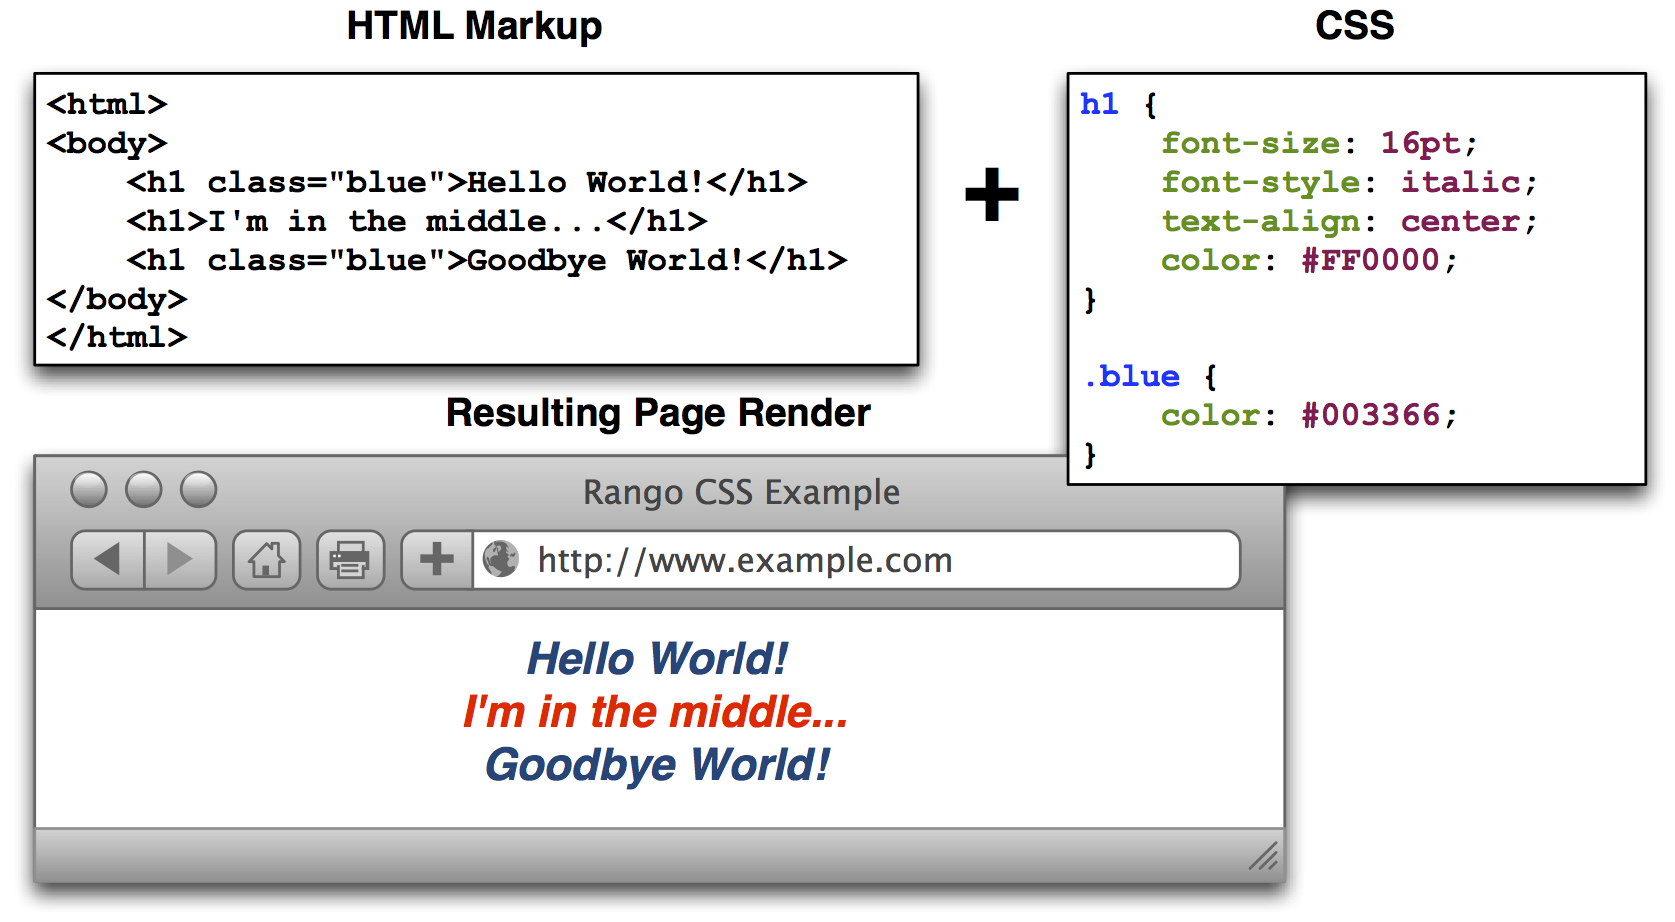 HTML Markup
<html>
<body>
    <h1 class="blue">Hello World!</h1>
    <h1>I'm in the middle...</h1>
    <h1 class="blue">Goodbye World!</h1>
</body>
</html>
+
CSS
h1 {
    font-size: 16pt;
    font-style: italic;
    text-align: center;
    color: #FF0000;
}
.blue {
    color: #003366;
}
Resulting Page Render
Rango CSS Example
http://www.example.com
Hello World!
I'm in the middle...
Goodbye World!